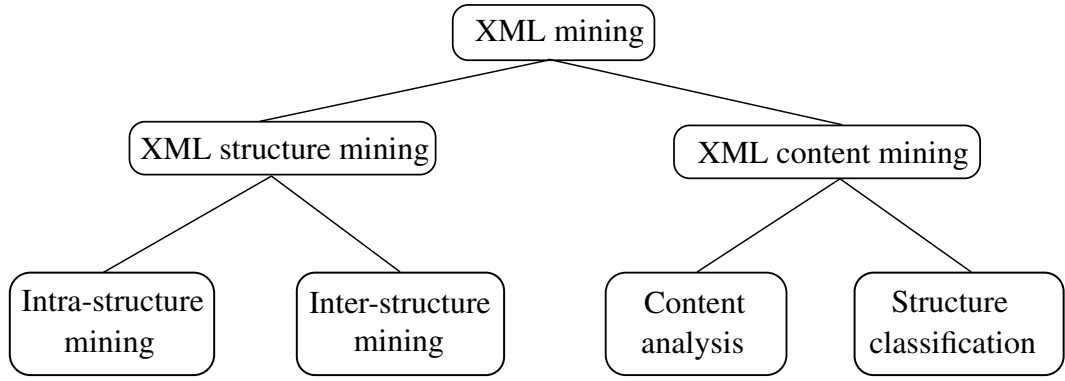 XML mining
XML structure mining
XML content mining
Intra-structure
mining
Inter-structure
mining
Content
analysis
Structure
classification